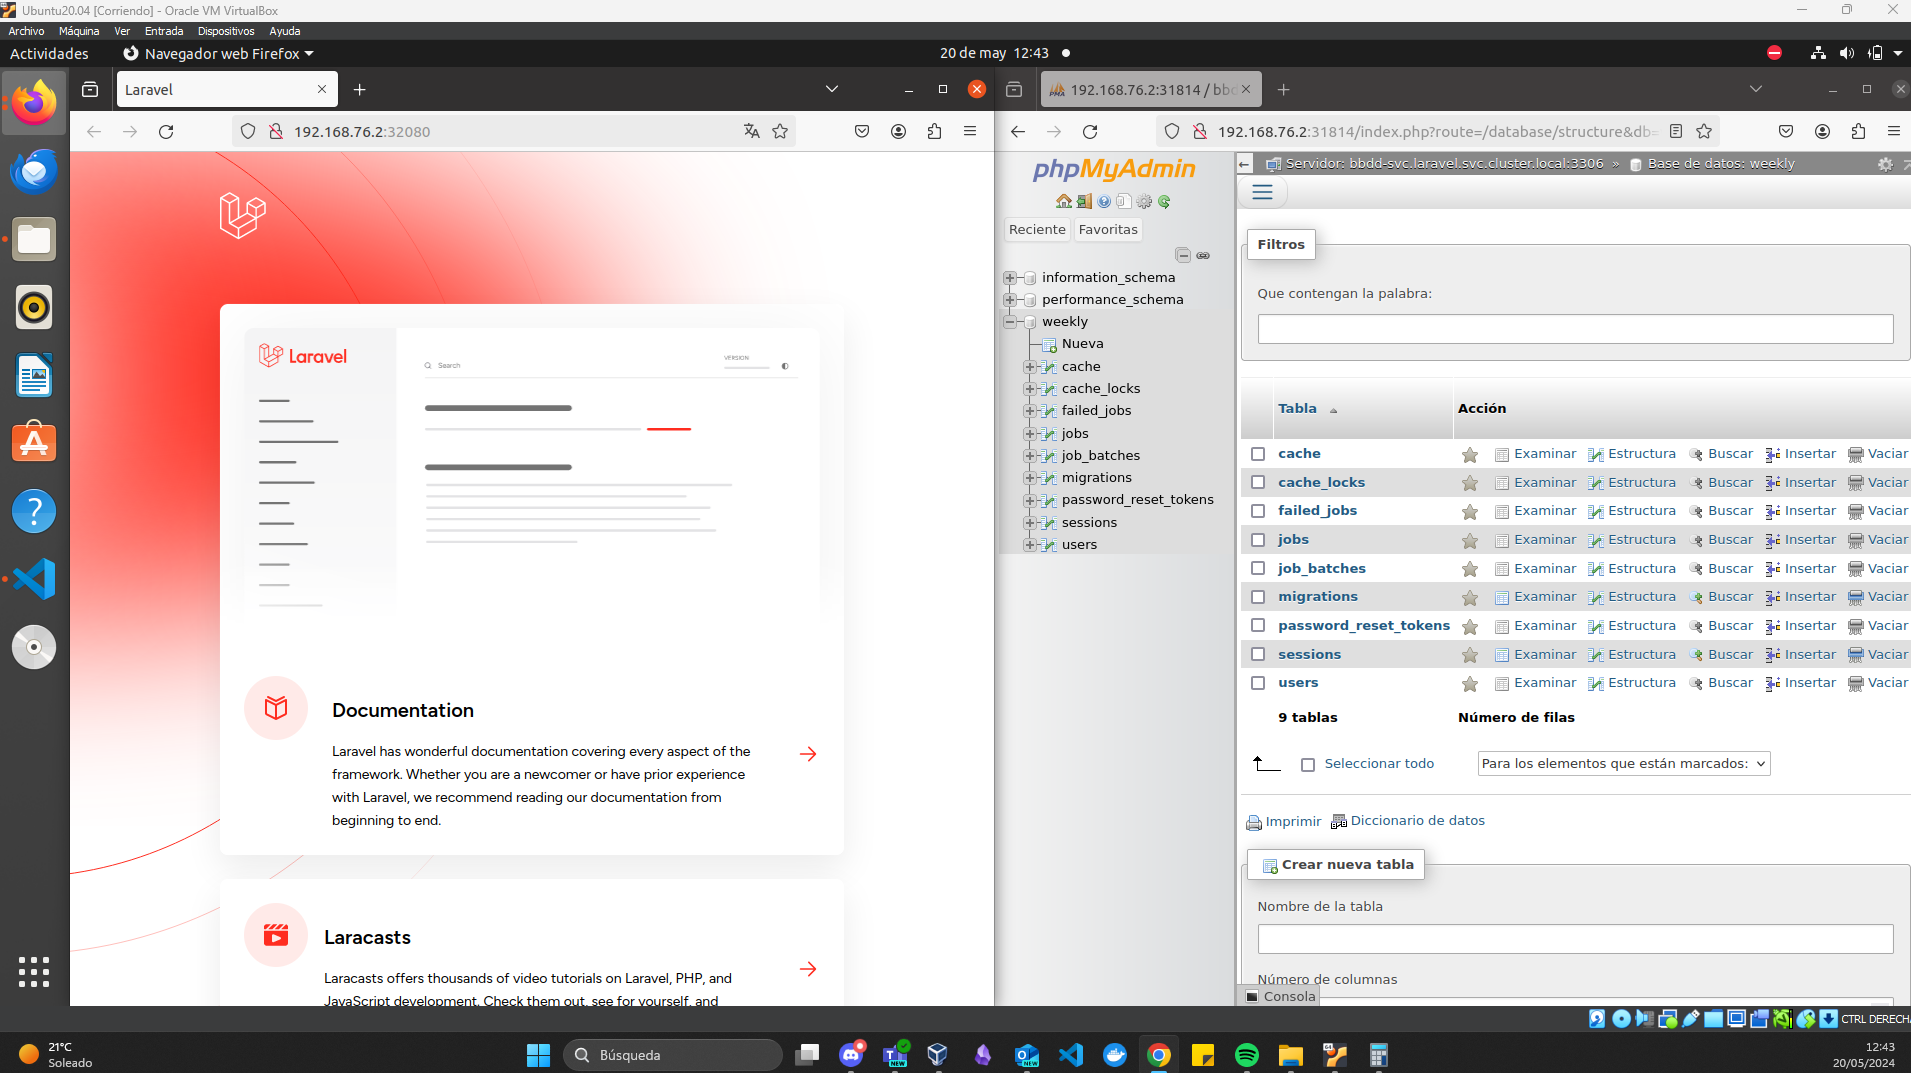 Ubuntu20.04 [Corriendo] - Oracle VM VirtualBox
Archivo Máquina Ver Entrada Dispositivos Ayuda
Actividades Navegador web Firefox 20 de may 12:43
Laravel
192.168.76.2:32080
Laravel
Search
VERSION
Documentation
Laravel has wonderful documentation covering every aspect of the
framework. Whether you are a newcomer or have prior experience
with Laravel, we recommend reading our documentation from
beginning to end.
Laracasts
Laracasts offers thousands of video tutorials on Laravel, PHP, and
JavaScript development. Check them out, see for yourself, and
192.168.76.2:31814 / bbd
192.168.76.2:31814/index.php?route=/database/structure&db=
phpMyAdmin
Reciente Favoritas
information_schema
performance_schema
weekly
Nueva
cache
cache_locks
failed_jobs
jobs
job_batches
migrations
password_reset_tokens
sessions
users
Servidor: bbdd-svc.laravel.svc.cluster.local:3306 » Base de datos: weekly
Filtros
Que contengan la palabra:
Tabla Acción
cache Examinar Estructura Buscar Insertar Vaciar
cache_locks Examinar Estructura Buscar Insertar Vaciar
failed_jobs Examinar Estructura Buscar Insertar Vaciar
jobs Examinar Estructura Buscar Insertar Vaciar
job_batches Examinar Estructura Buscar Insertar Vaciar
migrations Examinar Estructura Buscar Insertar Vaciar
password_reset_tokens Examinar Estructura Buscar Insertar Vaciar
sessions Examinar Estructura Buscar Insertar Vaciar
users Examinar Estructura Buscar Insertar Vaciar
9 tablas Número de filas
Seleccionar todo Para los elementos que están marcados:
Imprimir Diccionario de datos
Crear nueva tabla
Nombre de la tabla
Número de columnas
Consola
CTRL DERECHA
21°C
Soleado
Búsqueda
NEW
NEW
12:43
20/05/2024